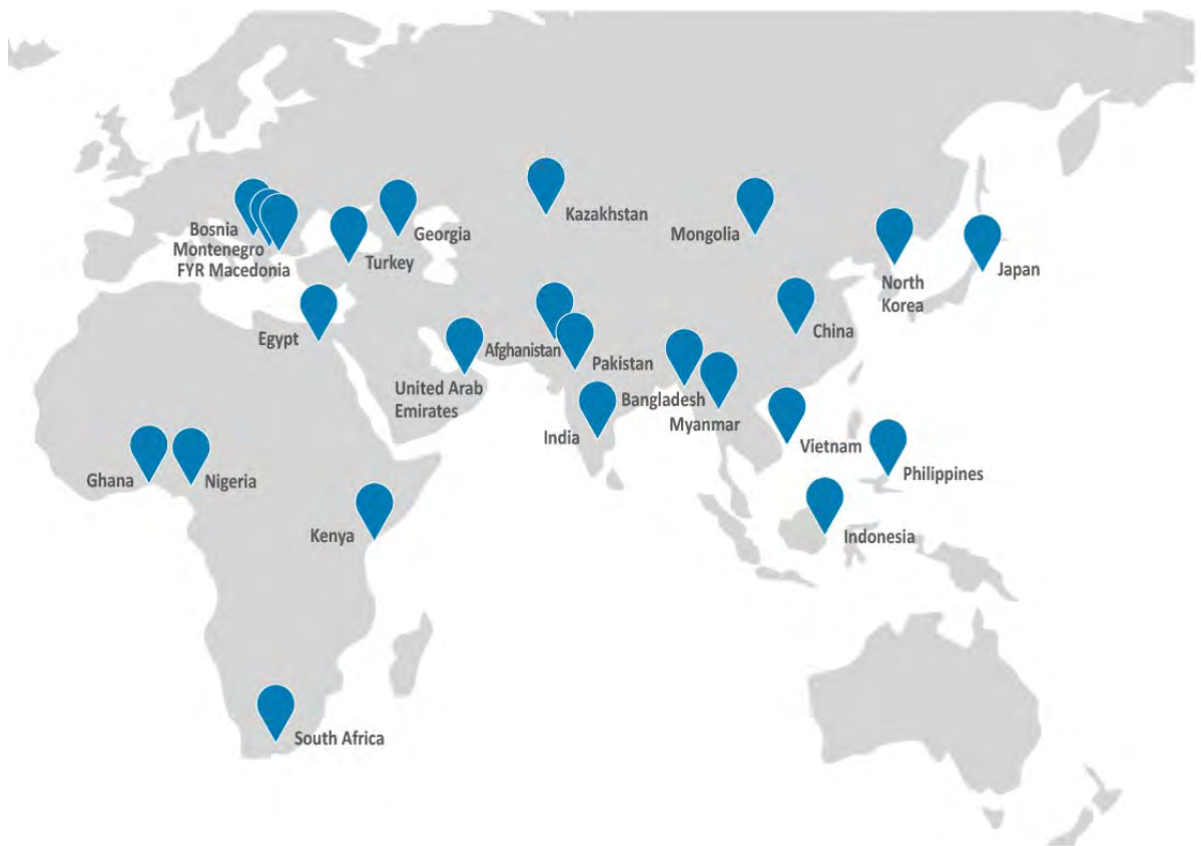 Bosnia
Montenegro
FYR Macedonia
Turkey
Georgia
Kazakhstan
Mongolia
North
Korea
Japan
China
Egypt
United Arab
Emirates
Afghanistan
Pakistan
Bangladesh
Myanmar
India
Vietnam
Philippines
Indonesia
Ghana
Nigeria
Kenya
South Africa